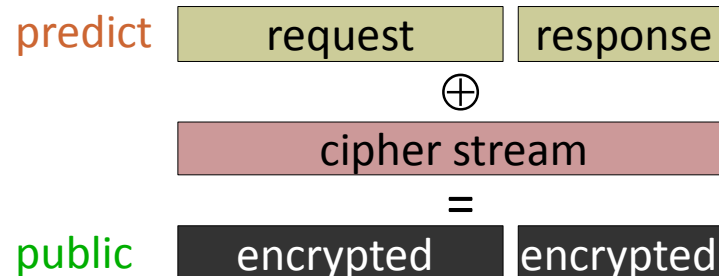 predict request response
⊕
cipher stream
=
public encrypted encrypted